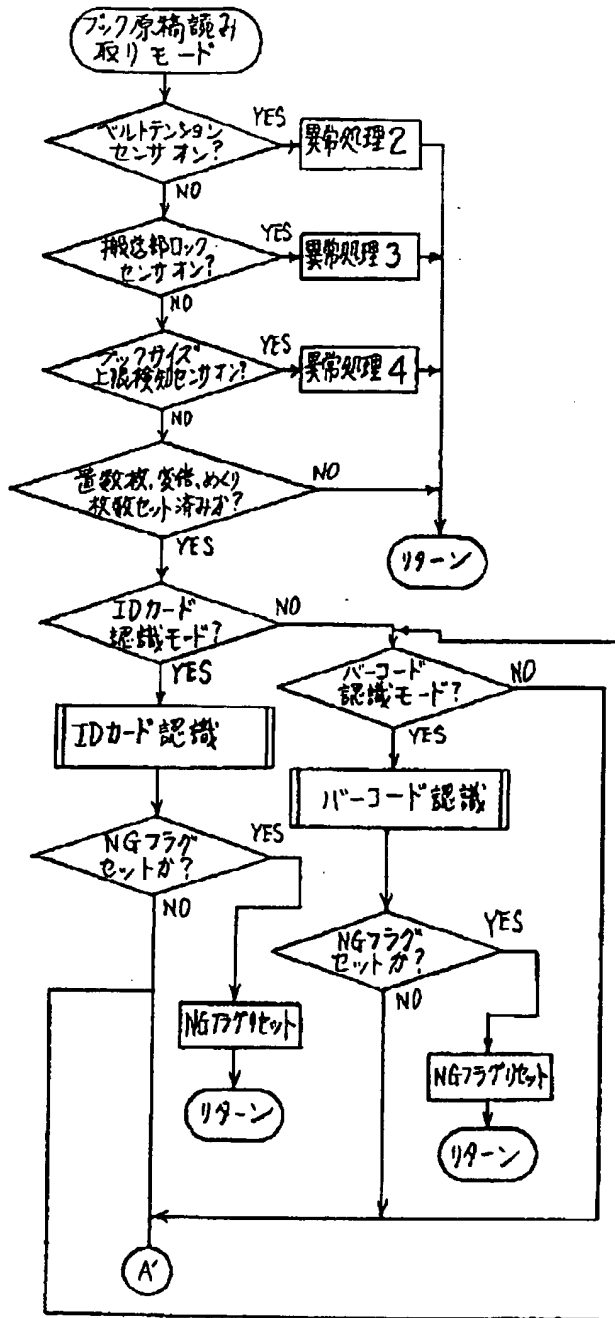 ブック原稿読み
取りモード
ベルトテンション
センサオン?
YES
異常処理2
NO
搬送部ロック
センサオン?
YES
異常処理3
NO
ブックサイズ
上限検知センサオン?
YES
異常処理4
NO
置数枚、変倍、めくり
枚数セット済みか?
NO
YES
リターン
IDカード
認識モード?
NO
YES
バーコード
認識モード?
NO
YES
IDカード認識
バーコード認識
NGフラグ
セットか?
YES
NO
NGフラグ
セットか?
YES
NO
NGフラグリセット
NGフラグリセット
リターン
リターン
A'